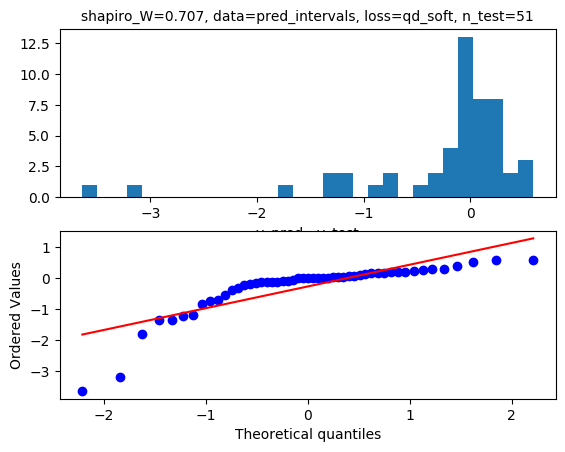 shapiro_W=0.707, data=pred_intervals, loss=qd_soft, n_test=51
12.5
10.0
7.5
5.0
2.5
0.0
−3 −2 −1 0
1
0
−1
−2
−3
Ordered Values
−2 −1 0 1 2
Theoretical quantiles